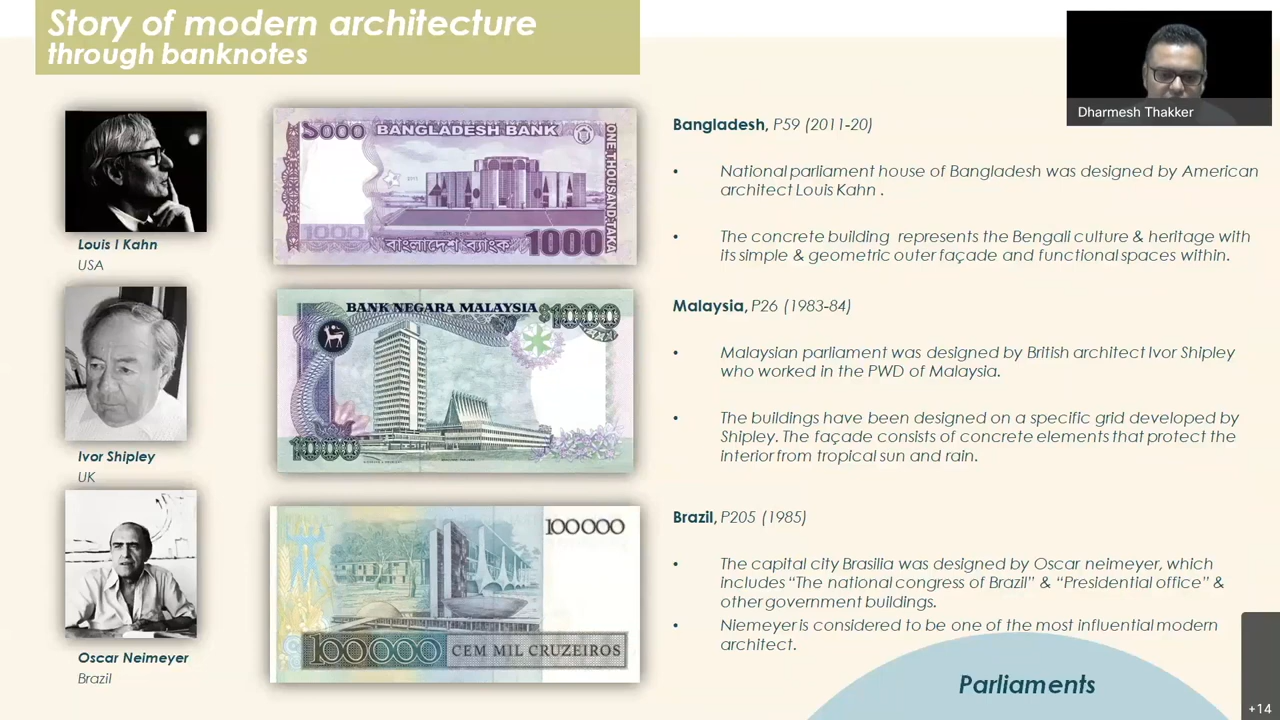 Story of modern architecture
through banknotes
Dharmesh Thakker
Louis I Kahn
USA
BANGLADESH BANK
ONE THOUSAND TAKA
1000
বাংলাদেশ ব্যাংক
1000
Bangladesh, P59 (2011-20)
• National parliament house of Bangladesh was designed by American
architect Louis Kahn .
• The concrete building represents the Bengali culture & heritage with
its simple & geometric outer façade and functional spaces within.
Ivor Shipley
UK
BANK NEGARA MALAYSIA
$1000
1000
Malaysia, P26 (1983-84)
• Malaysian parliament was designed by British architect Ivor Shipley
who worked in the PWD of Malaysia.
• The buildings have been designed on a specific grid developed by
Shipley. The façade consists of concrete elements that protect the
interior from tropical sun and rain.
Oscar Neimeyer
Brazil
100000
100000 CEM MIL CRUZEIROS
Brazil, P205 (1985)
• The capital city Brasilia was designed by Oscar neimeyer, which
includes “The national congress of Brazil” & “Presidential office” &
other government buildings.
• Niemeyer is considered to be one of the most influential modern
architect.
Parliaments
+14